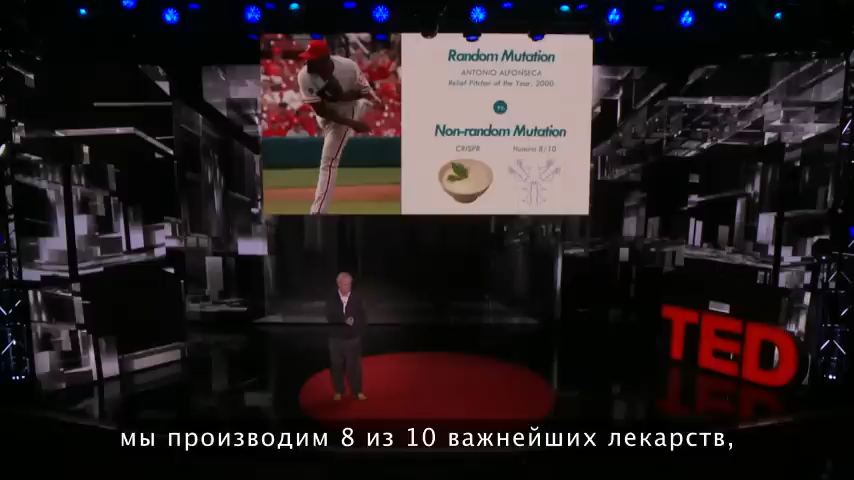 Random Mutation
ANTONIO ALFONSECA
Relief Pitcher of the Year, 2000
vs.
Non-random Mutation
CRISPR
Humira 8/10
TED
мы производим 8 из 10 важнейших лекарств,